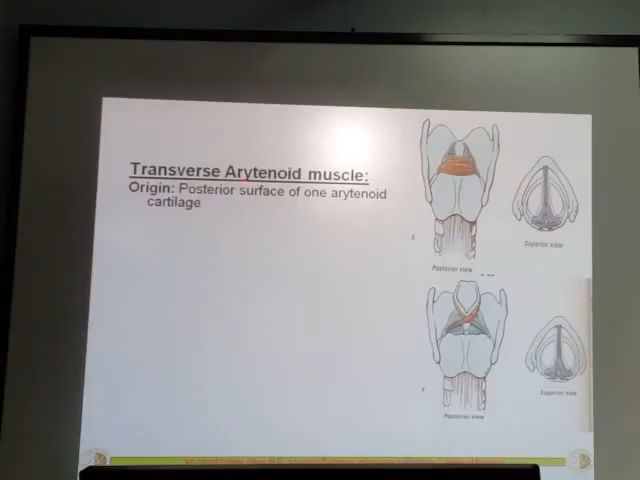 Transverse Arytenoid muscle:
Origin: Posterior surface of one arytenoid
cartilage
E
Superior view
Posterior view
F
Superior view
Posterior view